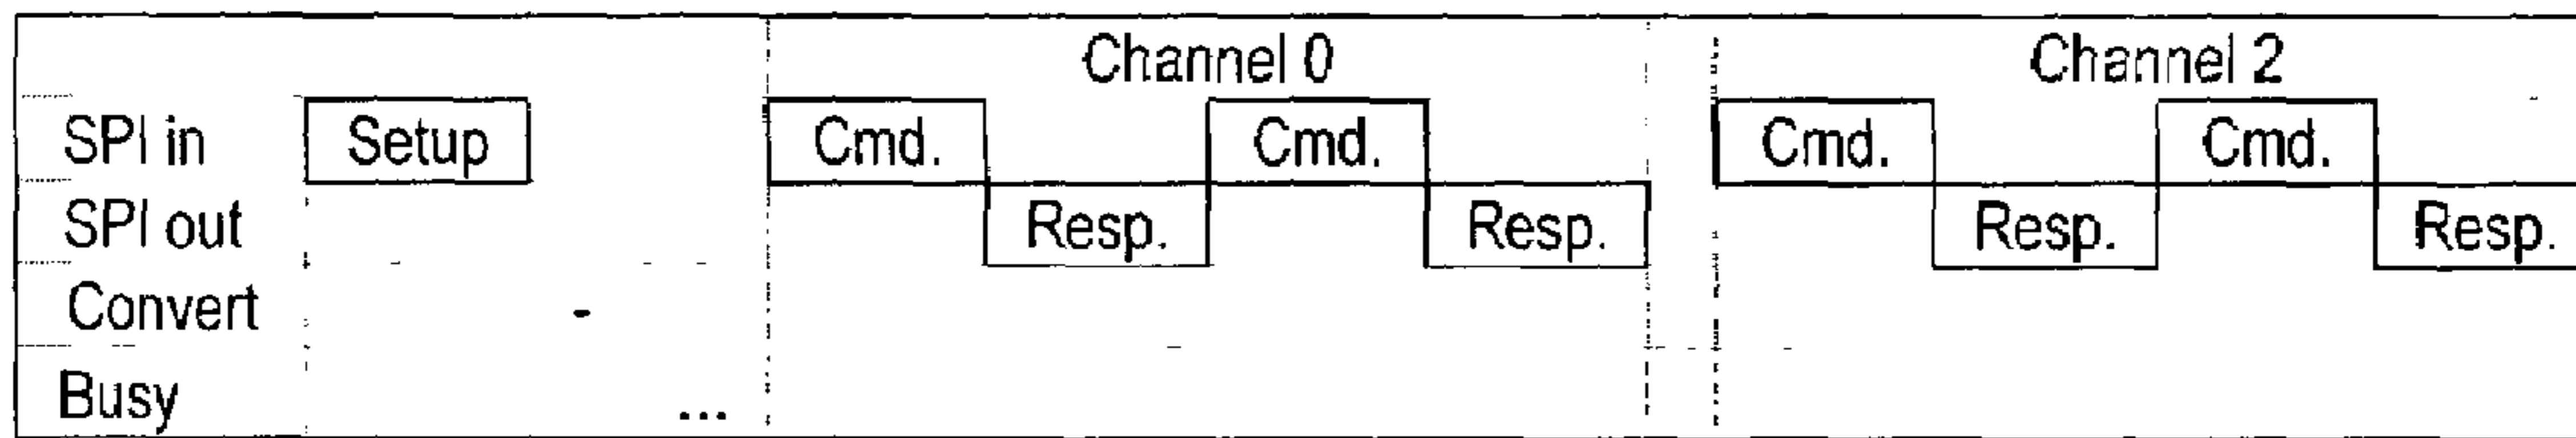 Channel 0 Channel 2
SPI in Setup Cmd. Cmd. Cmd. Cmd.
SPI out Resp. Resp. Resp. Resp.
Convert -
Busy ...